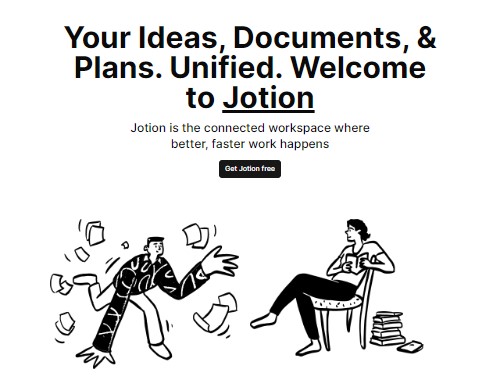 Your Ideas, Documents, &
Plans. Unified. Welcome
to Jotion
Jotion is the connected workspace where
better, faster work happens
Get Jotion free